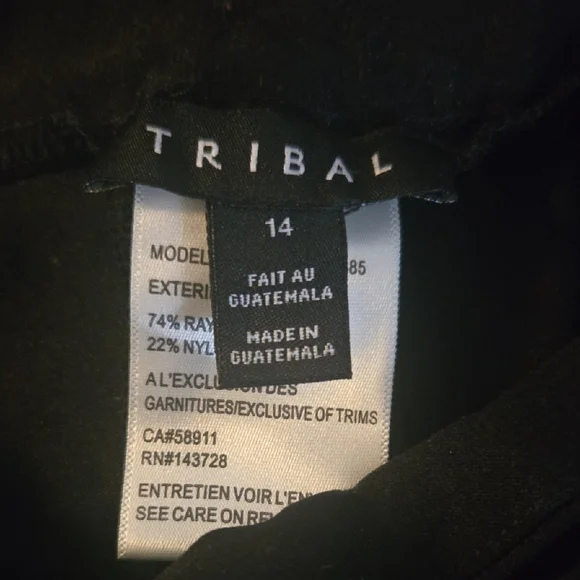 TRIBAL
14
FAIT AU
GUATEMALA
MADE IN
GUATEMALA
MODEL 85
EXTERI
74% RAY
22% NYL
A L'EXCLUSION DES
GARNITURES/EXCLUSIVE OF TRIMS
CA#58911
RN#143728
ENTRETIEN VOIR L'EN
SEE CARE ON RE